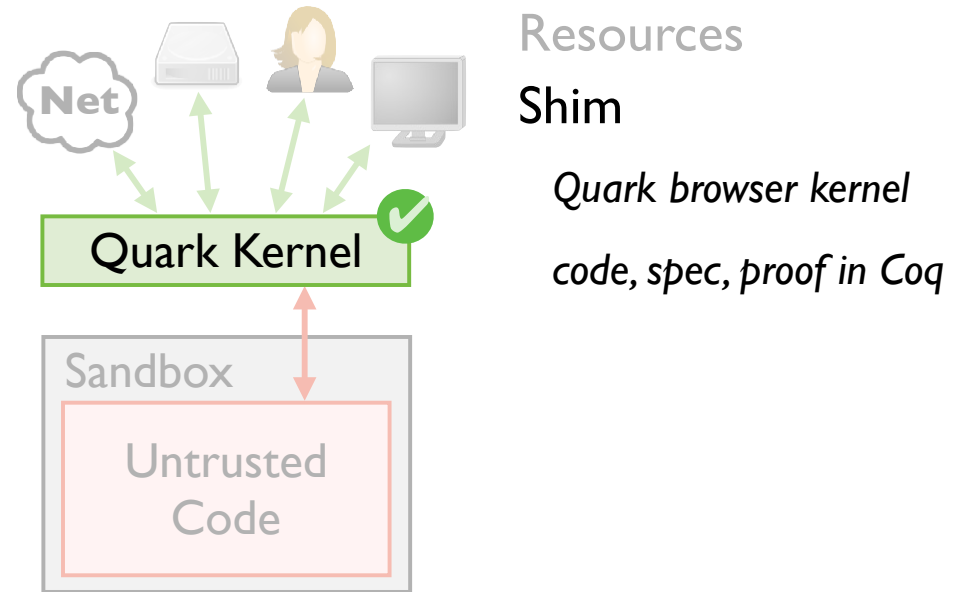 Net
Quark Kernel
Sandbox
Untrusted
Code
Resources
Shim
Quark browser kernel
code, spec, proof in Coq